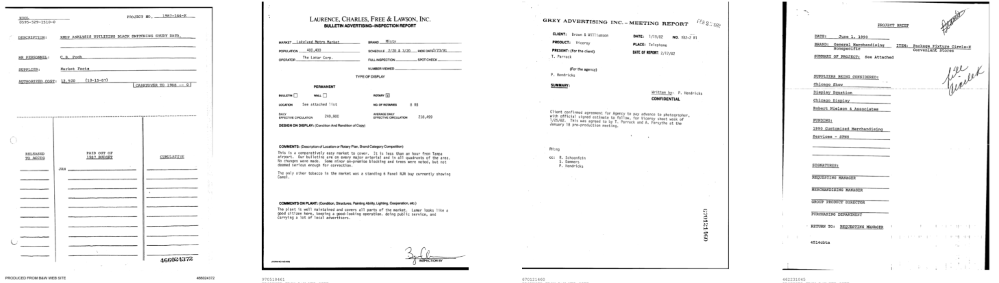 KOOL
0595-529-1510-0
PROJECT NO. 1987-144-K
DESCRIPTION: ANALYSIS UTILIZING BLACK SWITCHING STUDY DATA.
MR PERSONNEL: C.B. Pugh
SUPPLIER: Market Facts
AUTHORIZED COST: 12,500 (10-15-87)
CARRYOVER TO 1988 -- 0
RELEASED TO ACCTG
PAID OUT OF 1987 BUDGET
CUMULATIVE
JAN
466024372
PRODUCED FROM B&W WEB SITE
466024372
LAURENCE, CHARLES, FREE & LAWSON, INC.
BULLETIN ADVERTISING–INSPECTION REPORT
MARKET Lakeland Metro Market BRAND Misty
POPULATION 400,400 SCHEDULE 2/20 & 3/20 RIDE DATE 1/23/91
OPERATOR The Lamar Corp. FULL INSPECTION SPOT CHECK
NUMBER VIEWED
TYPE OF DISPLAY
PERMANENT
BULLETIN WALL ROTARY
LOCATION See attached list NO. OF ROTARIES 8 RB
DAILY EFFECTIVE CIRCULATION 240,900 AVERAGE DAILY EFFECTIVE CIRCULATION 218,499
DESIGN ON DISPLAY: (Condition And Rendition of Copy)
COMMENTS: (Description of Location or Rotary Plan, Brand Category Competition)
This is a comparatively easy market to cover. It is less than an hour from Tampa
airport. Our bulletins are on every major arterial and in all quadrants of the area.
No changes were made. Some minor on-premise blocking and trees were noted, but not
deemed serious enough for correction.
The only other tobacco in the market was a standing 6 Panel RJR buy currently showing
Camel.
COMMENTS ON PLANT: (Condition, Structures, Painting Ability, Lighting, Cooperation, etc.)
The plant is well maintained and covers all parts of the market. Lamar looks like a
good citizen here, keeping a good-looking operation. doing public service, and
carrying a lot of local advertisers.
INSPECTION BY
970518461
GREY ADVERTISING INC. – MEETING REPORT
CLIENT: Brown & Williamson DATE: 1/19/82 NO. V82-2 R1
PRODUCT: Viceroy PLACE: Telephone
PRESENT: (For the client) DATE OF REPORT: 2/17/82
T. Parrack
(For the agency)
P. Hendricks
SUMMARY:
Written by: P. Hendricks
CONFIDENTIAL
Client confirmed agreement for Agency to pay advance to photographer,
with official signed estimate to follow, for Viceroy shoot week of
1/25/82. This was agreed to by T. Parrack and A. Forsythe at the
January 18 pre-production meeting.
PH:mg
cc: R. Schoenfein
S. Dammers
P. Hendricks
670121460
670121460
PROJECT BRIEF
DATE: June 1, 1990
BRAND: General Merchandising Nonspecific ITEM: Package Fixture Circle-K Convenient Stores
SUMMARY OF PROJECT: See Attached
file
Circle K
SUPPLIERS BEING CONSIDERED:
Chicago Show
Display Equation
Chicago Display
Robert Nielson & Associates
FUNDING:
1990 Customized Merchandising
Services - SPNH
SIGNATURES:
REQUESTING MANAGER
MERCHANDISING MANAGER
GROUP PRODUCT DIRECTOR
PURCHASING DEPARTMENT
RETURN TO: REQUESTING MANAGER
4514cbta
462231045